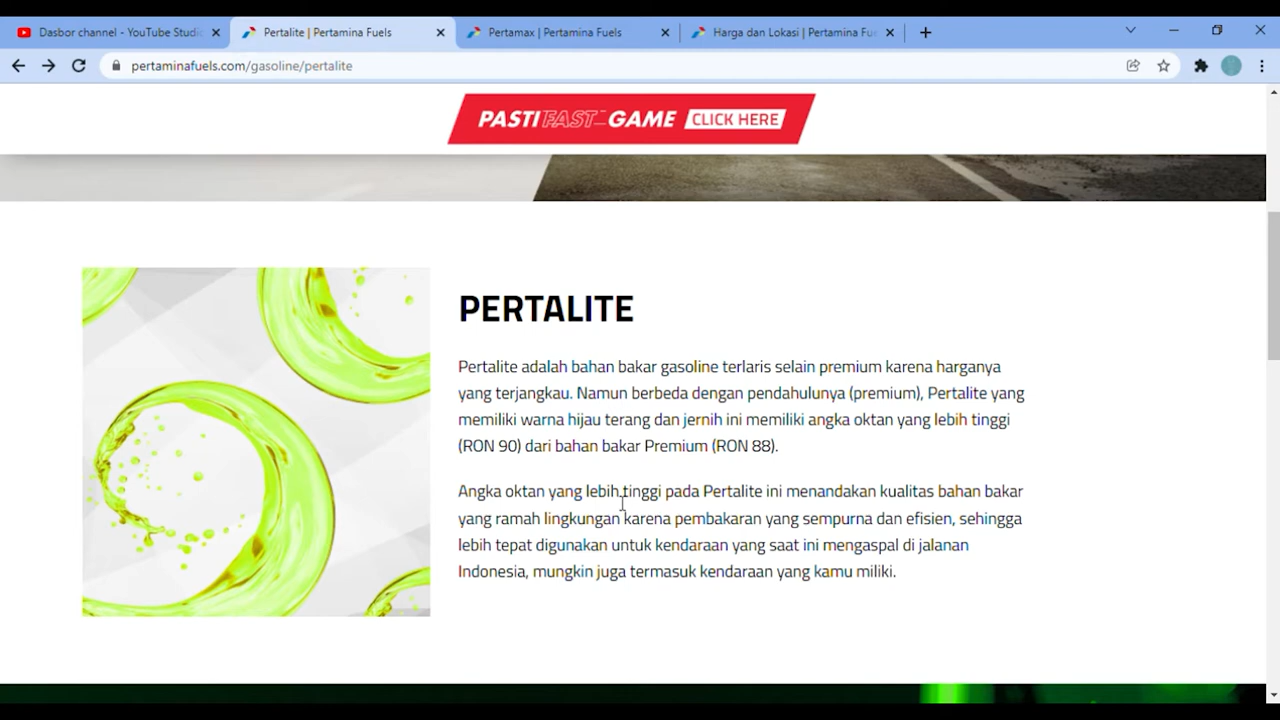 Dasbor channel - YouTube Studio
Pertalite | Pertamina Fuels
Pertamax | Pertamina Fuels
Harga dan Lokasi | Pertamina Fue
pertaminafuels.com/gasoline/pertalite
PASTI FAST GAME CLICK HERE
PERTALITE
Pertalite adalah bahan bakar gasoline terlaris selain premium karena harganya
yang terjangkau. Namun berbeda dengan pendahulunya (premium), Pertalite yang
memiliki warna hijau terang dan jernih ini memiliki angka oktan yang lebih tinggi
(RON 90) dari bahan bakar Premium (RON 88).
Angka oktan yang lebih tinggi pada Pertalite ini menandakan kualitas bahan bakar
yang ramah lingkungan karena pembakaran yang sempurna dan efisien, sehingga
lebih tepat digunakan untuk kendaraan yang saat ini mengaspal di jalanan
Indonesia, mungkin juga termasuk kendaraan yang kamu miliki.